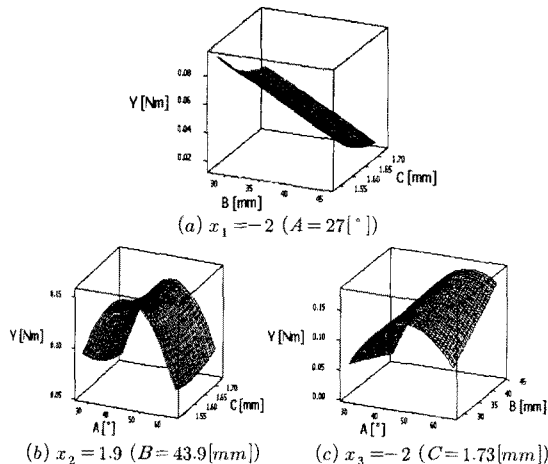 0.08
0.06
0.04
0.02
Y [Nm]
30 35 40 45
B [mm]
1.55 1.60 1.65 1.70
C [mm]
(a) x₁ =−2 (A = 27[°])
0.15
0.10
0.05
Y [Nm]
30 40 50 60
A [°]
1.55 1.60 1.65 1.70
C [mm]
(b) x₂ = 1.9 (B = 43.9[mm])
0.15
0.10
0.05
0.00
Y [Nm]
30 40 50 60
A [°]
30 35 40 45
B [mm]
(c) x₃ =−2 (C = 1.73[mm])